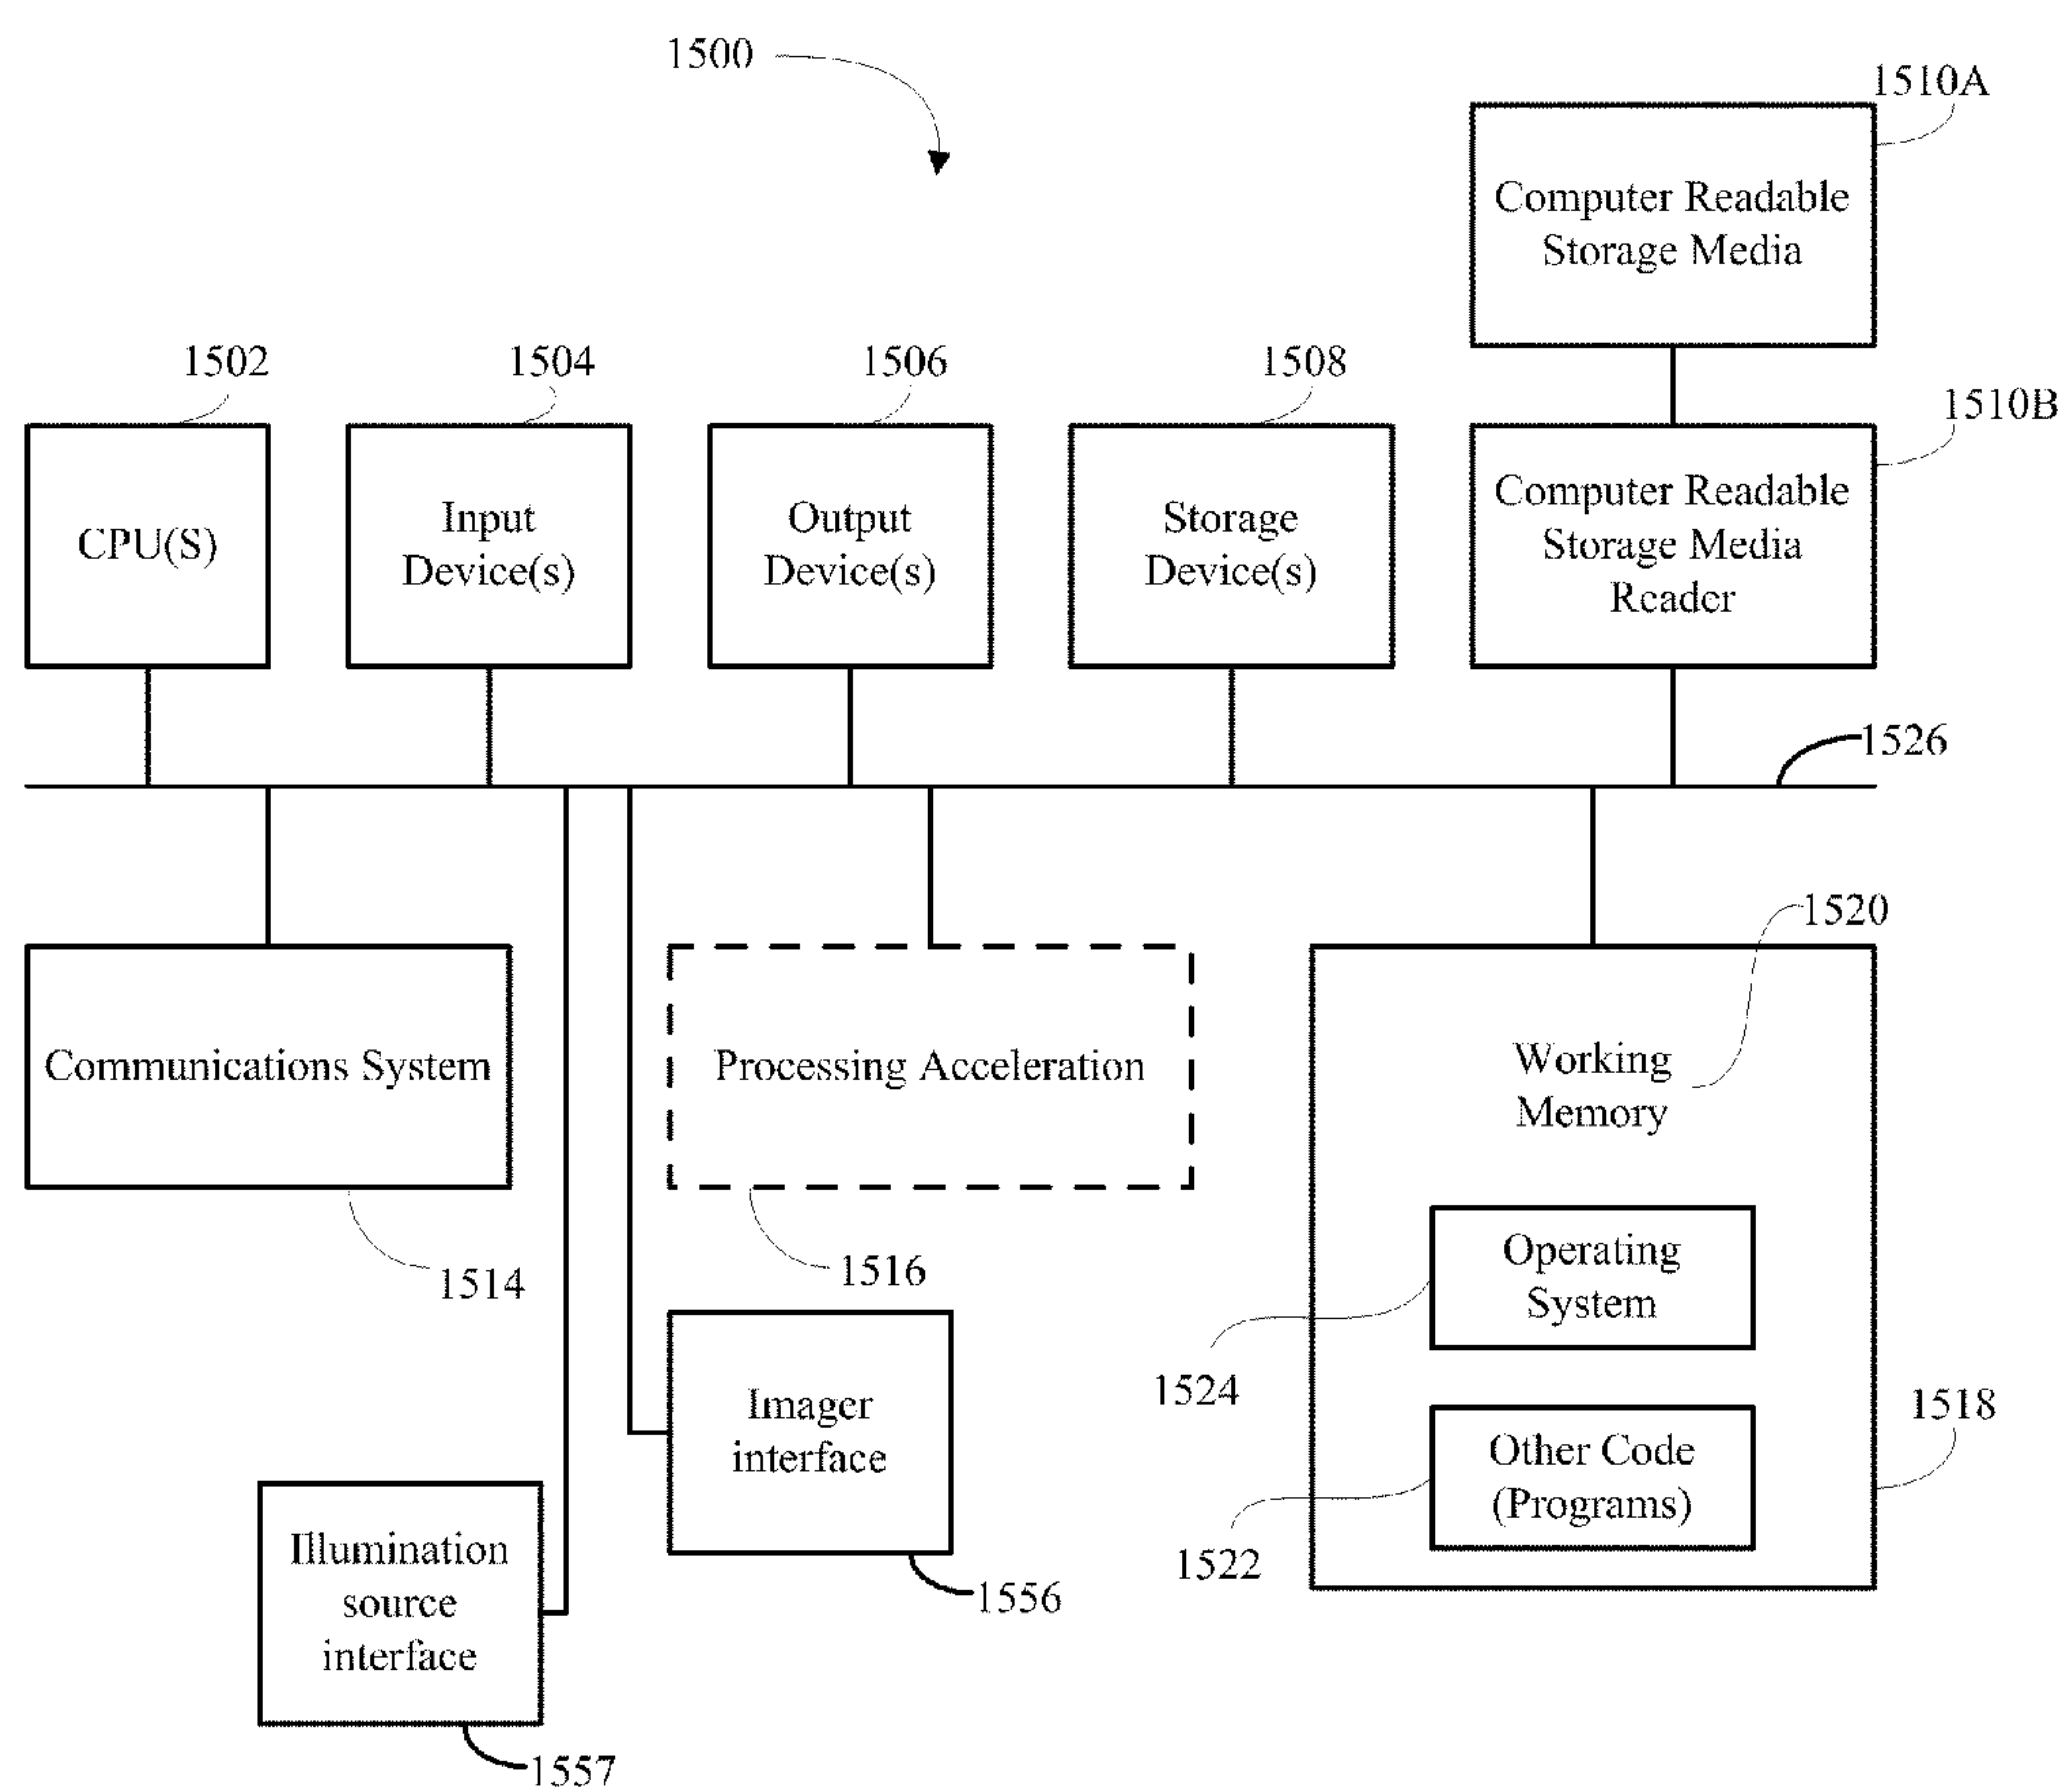 1500
1510A
Computer Readable
Storage Media
1502
1504
1506
1508
1510B
CPU(S)
Input
Device(s)
Output
Device(s)
Storage
Device(s)
Computer Readable
Storage Media
Reader
1526
1520
Communications System
Processing Acceleration
Working
Memory
1514
1516
Operating
System
1524
1518
Imager
interface
Other Code
(Programs)
1522
1556
Illumination
source
interface
1557